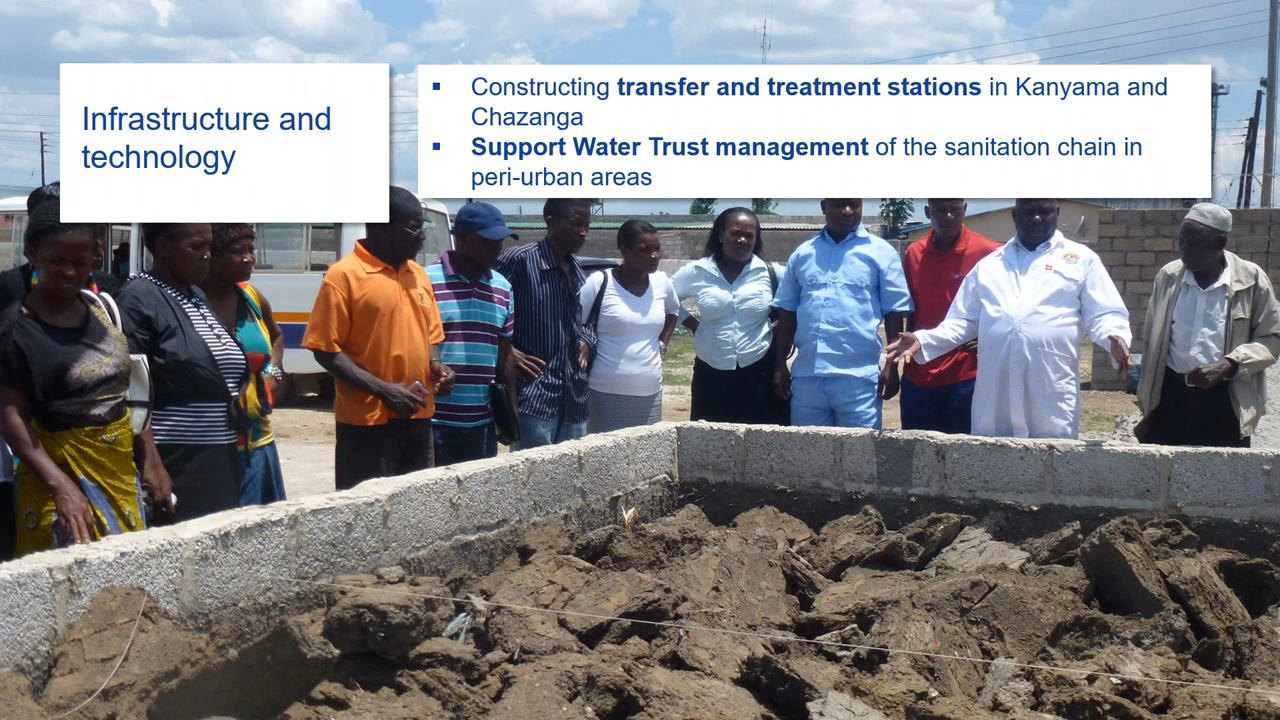 Infrastructure and
technology
▪ Constructing transfer and treatment stations in Kanyama and
Chazanga
▪ Support Water Trust management of the sanitation chain in
peri-urban areas